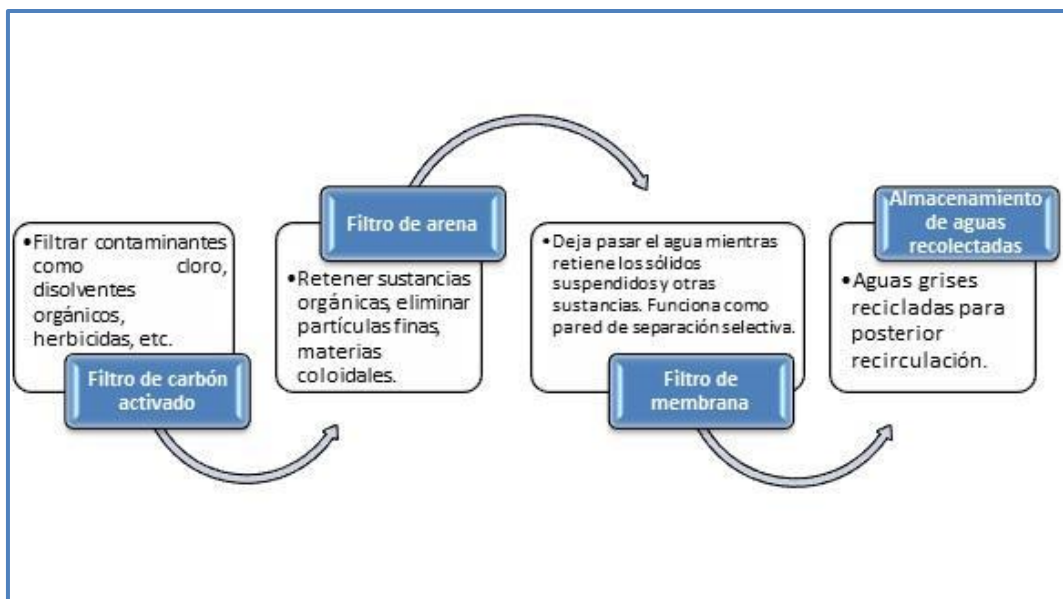 •Filtrar contaminantes
como cloro,
disolventes
orgánicos,
herbicidas, etc.
Filtro de carbón
activado
Filtro de arena
•Retener sustancias
orgánicas, eliminar
partículas finas,
materias
coloidales.
•Deja pasar el agua mientras
retiene los sólidos
suspendidos y otras
sustancias. Funciona como
pared de separación selectiva.
Filtro de
membrana
Almacenamiento
de aguas
recolectadas
•Aguas grises
recicladas para
posterior
recirculación.